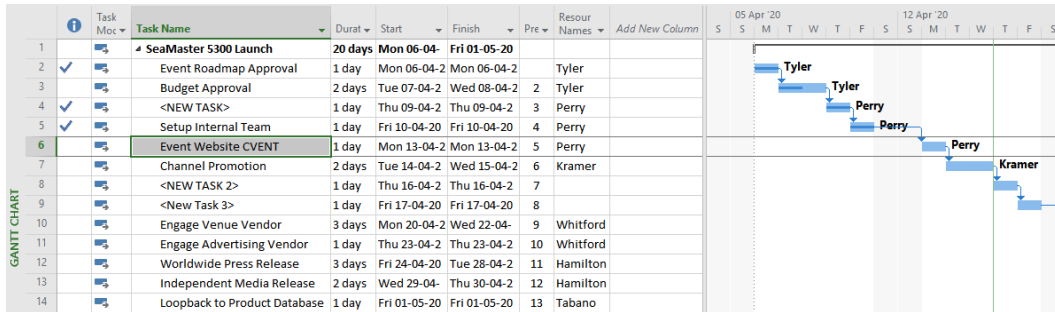 Task Mode Task Name Durat Start Finish Pre Resour Names Add New Column
05 Apr '20 12 Apr '20
S S M T W T F S S M T W T F S
1 SeaMaster 5300 Launch 20 days Mon 06-04- Fri 01-05-20
2 Event Roadmap Approval 1 day Mon 06-04-2 Mon 06-04-2 Tyler Tyler
3 Budget Approval 2 days Tue 07-04-2 Wed 08-04-2 2 Tyler Tyler
4 <NEW TASK> 1 day Thu 09-04-2 Thu 09-04-2 3 Perry Perry
5 Setup Internal Team 1 day Fri 10-04-20 Fri 10-04-20 4 Perry Perry
6 Event Website CVENT 1 day Mon 13-04-2 Mon 13-04-2 5 Perry Perry
7 Channel Promotion 2 days Tue 14-04-2 Wed 15-04-2 6 Kramer Kramer
8 <NEW TASK 2> 1 day Thu 16-04-2 Thu 16-04-2 7
9 <New Task 3> 1 day Fri 17-04-20 Fri 17-04-20 8
10 Engage Venue Vendor 3 days Mon 20-04-2 Wed 22-04- 9 Whitford
11 Engage Advertising Vendor 1 day Thu 23-04-2 Thu 23-04-2 10 Whitford
12 Worldwide Press Release 3 days Fri 24-04-20 Tue 28-04-2 11 Hamilton
13 Independent Media Release 2 days Wed 29-04- Thu 30-04-2 12 Hamilton
14 Loopback to Product Database 1 day Fri 01-05-20 Fri 01-05-20 13 Tabano
GANTT CHART